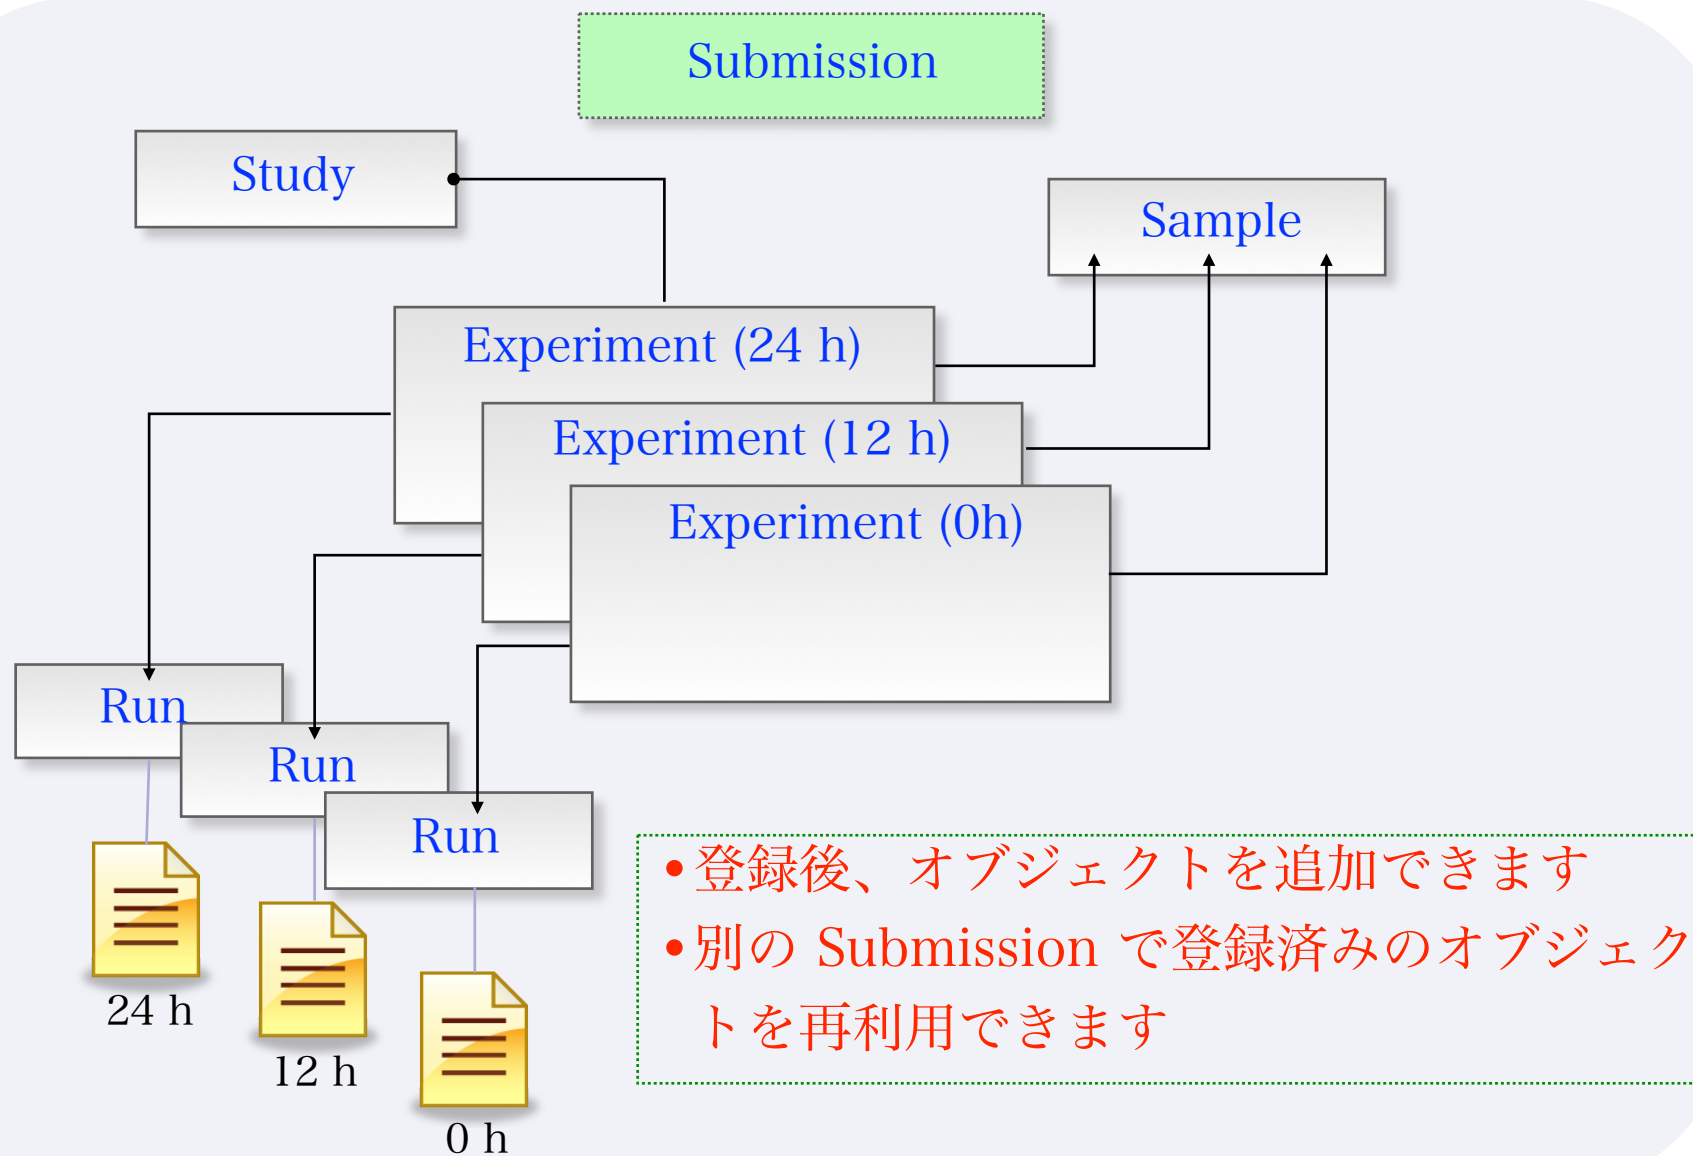 Submission
Study
Sample
Experiment (24 h)
Experiment (12 h)
Experiment (0h)
Run
Run
Run
24 h
12 h
0 h
•登録後、オブジェクトを追加できます
•別の Submission で登録済みのオブジェク
トを再利用できます